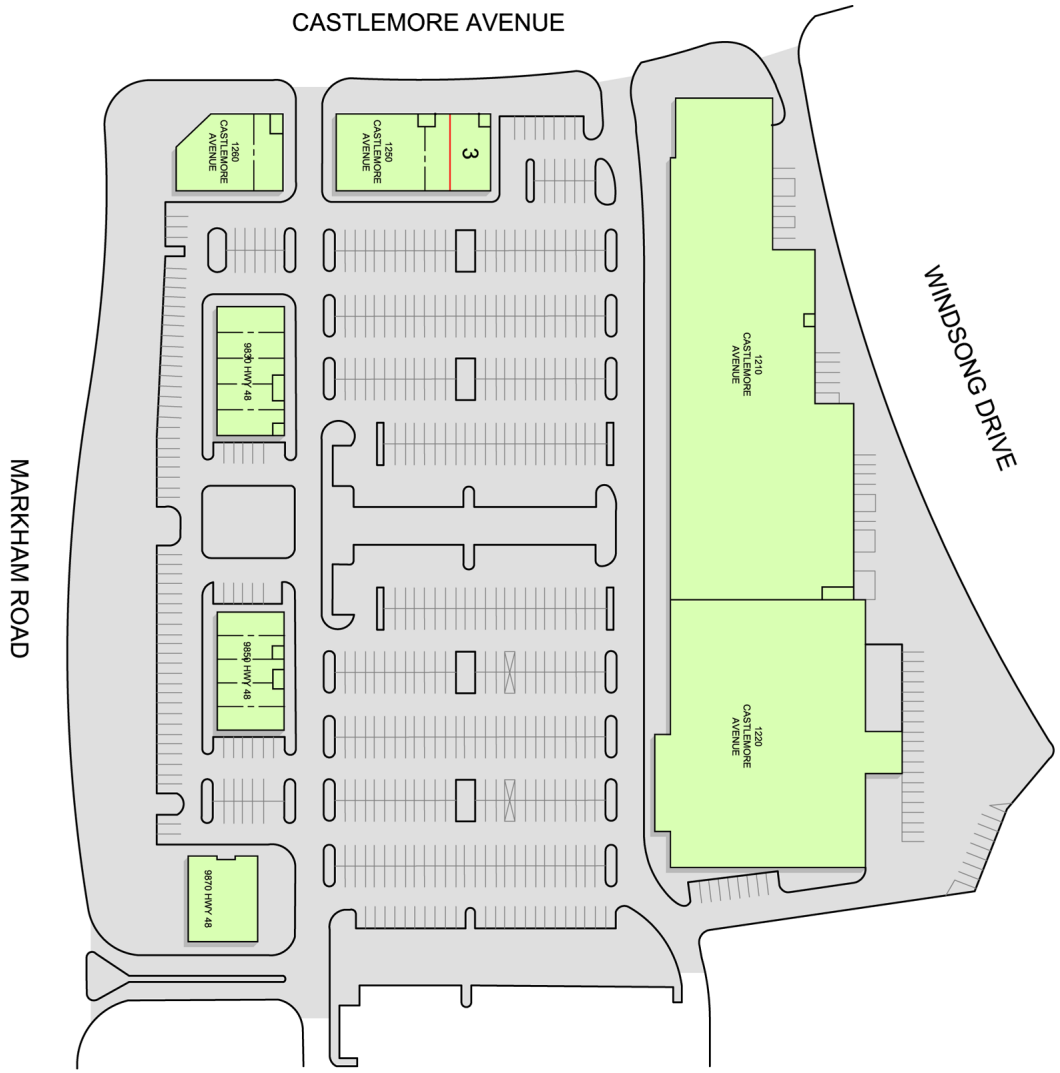 CASTLEMORE AVENUE
1260
CASTLEMORE
AVENUE
1250
CASTLEMORE
AVENUE
3
9830 HWY 48
1210
CASTLEMORE
AVENUE
WINDSONG DRIVE
MARKHAM ROAD
9850 HWY 48
1220
CASTLEMORE
AVENUE
9870 HWY 48